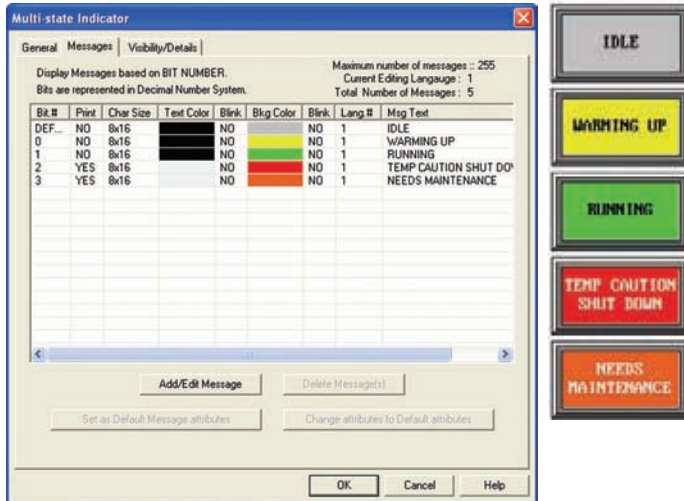 Multi-state Indicator
General Messages Visibility/Details
Display Messages based on BIT NUMBER.
Bits are represented in Decimal Number System.
Maximum number of messages :: 255
Current Editing Langauge : 1
Total Number of Messages : 5
Bit.# Print Char Size Text Color Blink Bkg Color Blink Lang.# Msg Text
DEF... NO 8x16 NO NO 1 IDLE
0 NO 8x16 NO NO 1 WARMING UP
1 NO 8x16 NO NO 1 RUNNING
2 YES 8x16 NO NO 1 TEMP CAUTION SHUT DOW
3 YES 8x16 NO NO 1 NEEDS MAINTENANCE
Add/Edit Message Delete Message(s)
Set as Default Message attributes Change attributes to Default attributes
OK Cancel Help
IDLE
WARMING UP
RUNNING
TEMP CAUTION
SHUT DOWN
NEEDS
MAINTENANCE